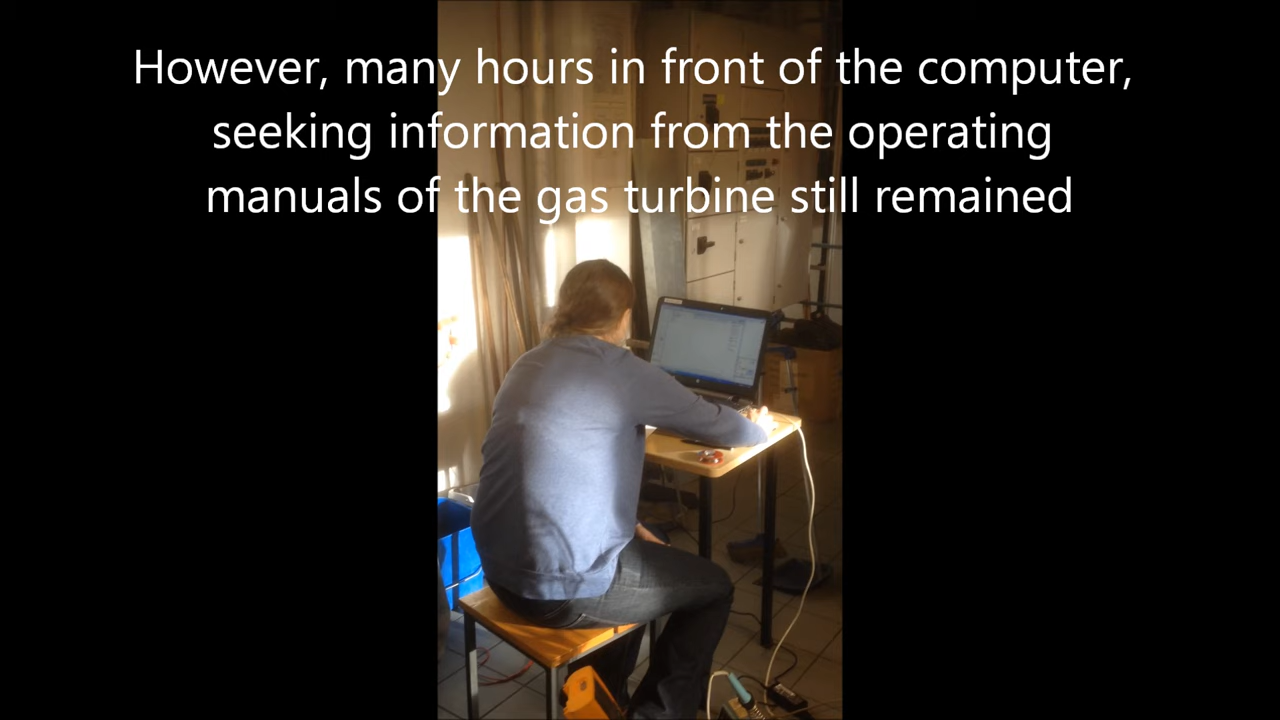 However, many hours in front of the computer,
seeking information from the operating
manuals of the gas turbine still remained